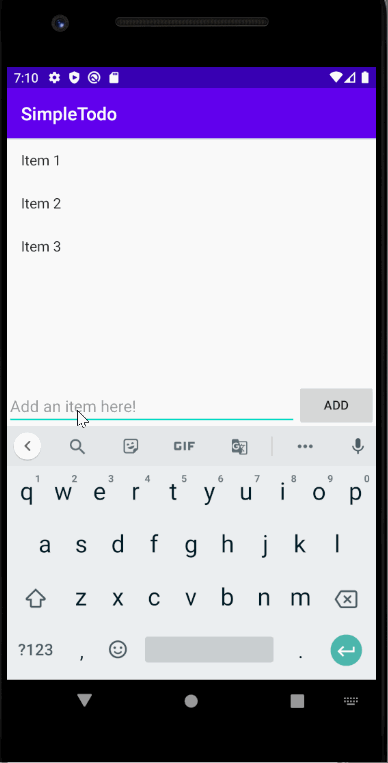 7:10
SimpleTodo
Item 1
Item 2
Item 3
Add an item here!
ADD
GIF
1 2 3 4 5 6 7 8 9 0
q w e r t y u i o p
a s d f g h j k l
z x c v b n m
?123 , .